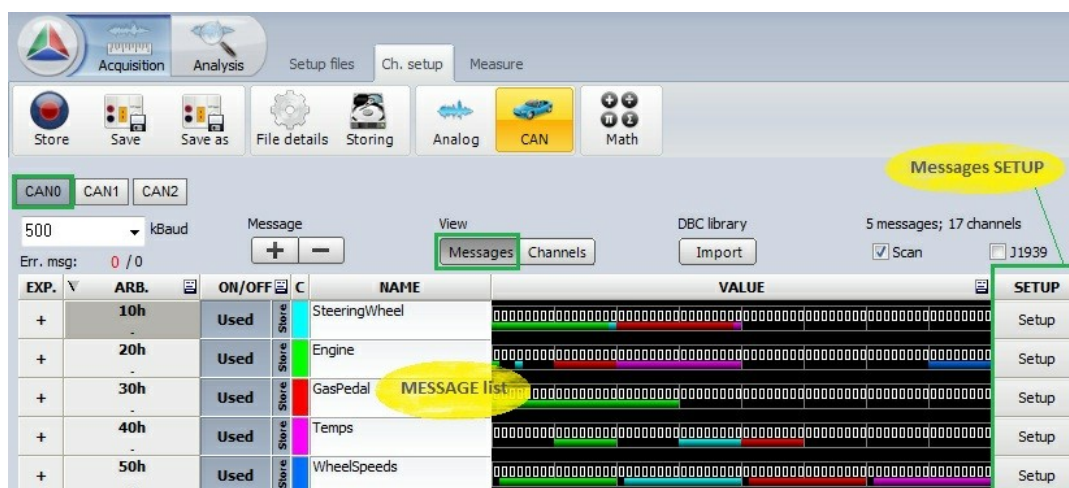 Acquisition
Analysis
Setup files
Ch. setup
Measure
Store
Save
Save as
File details
Storing
Analog
CAN
Math
Messages SETUP
CAN0
CAN1
CAN2
500
kBaud
Message
View
DBC library
5 messages; 17 channels
+
−
Messages
Channels
Import
Scan
J1939
Err. msg:
0 / 0
EXP. ARB. ON/OFF C NAME VALUE SETUP
+ 10h Used Store SteeringWheel Setup
-
+ 20h Used Store Engine Setup
-
+ 30h Used Store GasPedal Setup
-
MESSAGE list
+ 40h Used Store Temps Setup
-
+ 50h Used Store WheelSpeeds Setup